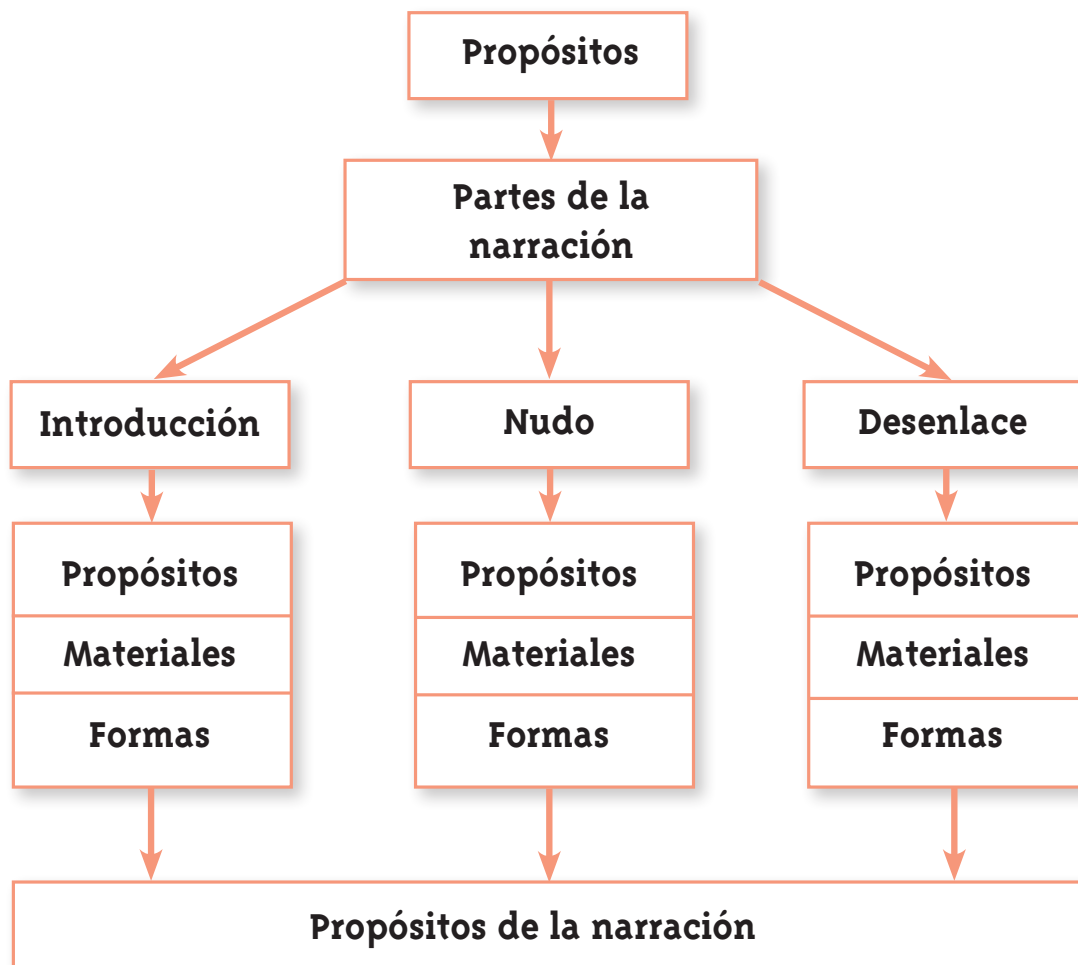 Propósitos
Partes de la
narración
Introducción
Nudo
Desenlace
Propósitos
Materiales
Formas
Propósitos
Materiales
Formas
Propósitos
Materiales
Formas
Propósitos de la narración